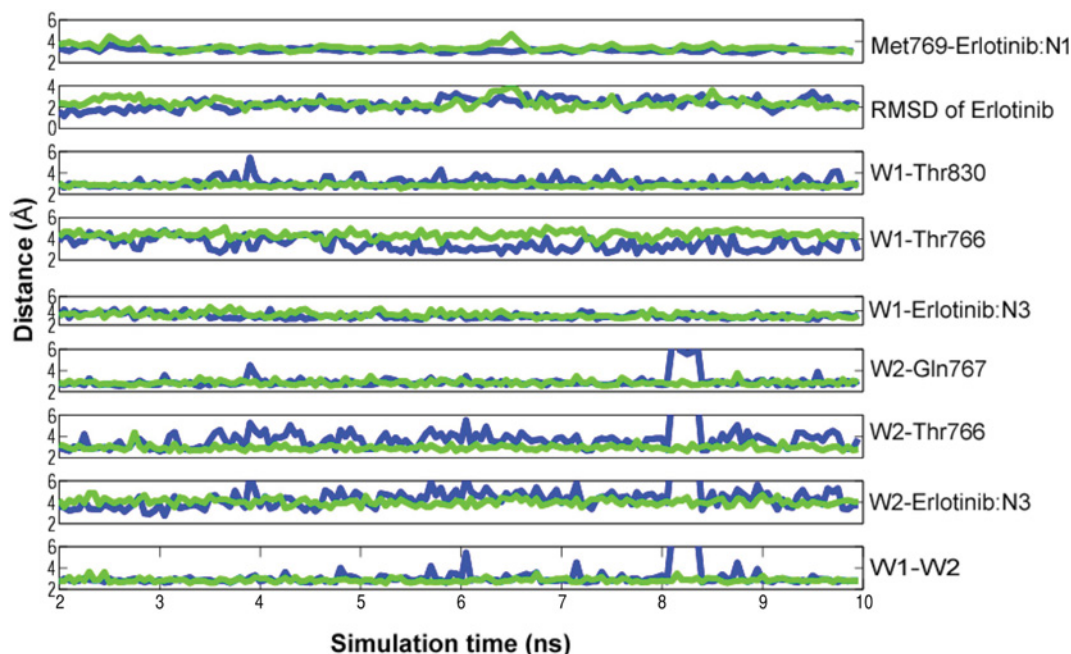 6
4
2
Met769-Erlotinib:N1
4
2
0
RMSD of Erlotinib
6
4
2
W1-Thr830
6
4
2
W1-Thr766
6
4
2
W1-Erlotinib:N3
6
4
2
W2-Gln767
6
4
2
W2-Thr766
6
4
2
W2-Erlotinib:N3
6
4
2
W1-W2
2 3 4 5 6 7 8 9 10
Distance (Å)
Simulation time (ns)